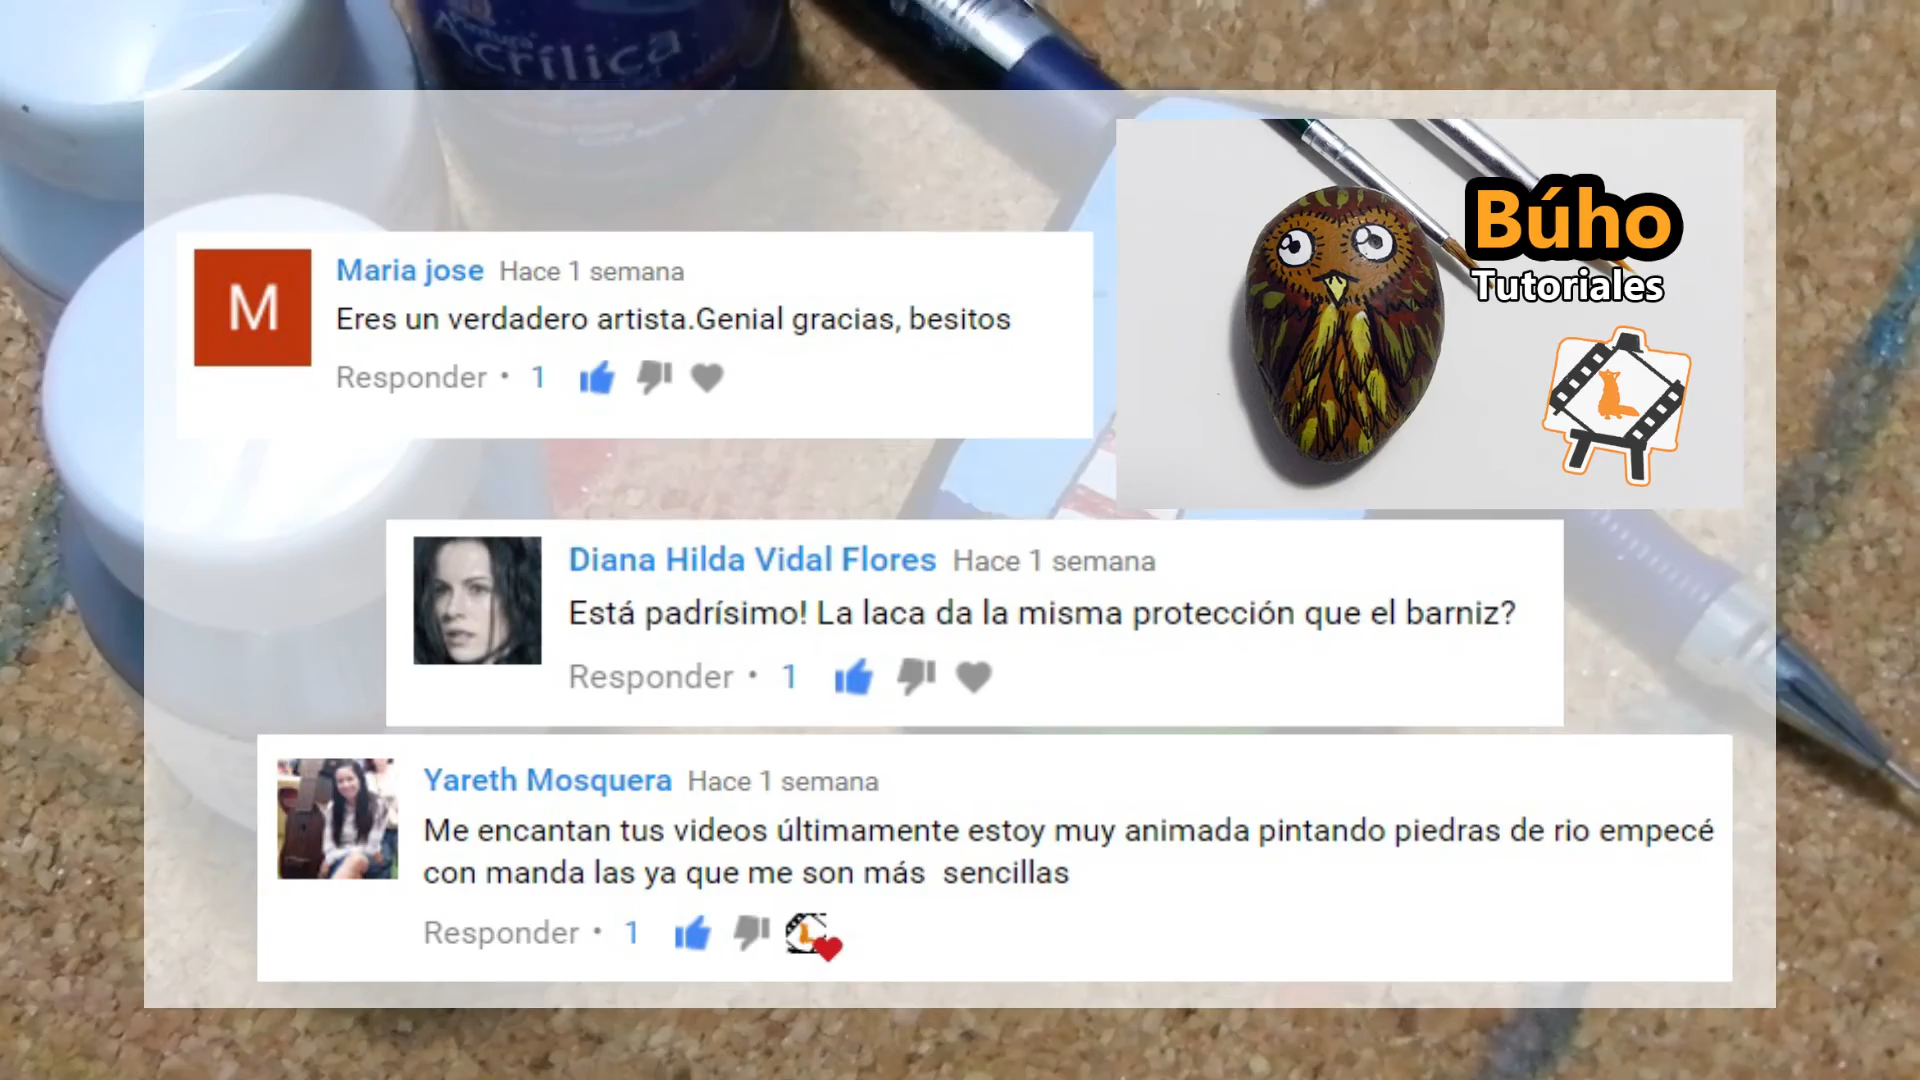 Pintura
Acrílica
Búho
Tutoriales
M
Maria jose Hace 1 semana
Eres un verdadero artista.Genial gracias, besitos
Responder • 1
Diana Hilda Vidal Flores Hace 1 semana
Está padrísimo! La laca da la misma protección que el barniz?
Responder • 1
Yareth Mosquera Hace 1 semana
Me encantan tus videos últimamente estoy muy animada pintando piedras de rio empecé
con manda las ya que me son más sencillas
Responder • 1